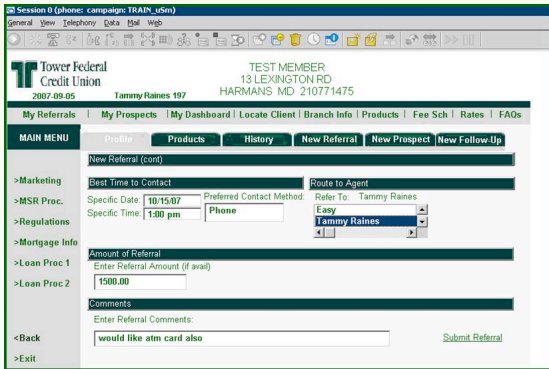 Session 0 (phone: campaign: TRAIN_uSm)
General View Telephony Data Mail Web
Tower Federal
Credit Union
2007-09-05 Tammy Raines 197
TEST MEMBER
13 LEXINGTON RD
HARMANS MD 210771475
My Referrals | My Prospects | My Dashboard | Locate Client | Branch Info | Products | Fee Sch | Rates | FAQs
MAIN MENU Profile Products History New Referral New Prospect New Follow-Up
New Referral (cont)
>Marketing
>MSR Proc.
>Regulations
>Mortgage Info
>Loan Proc 1
>Loan Proc 2
<Back
>Exit
Best Time to Contact
Specific Date: 10/15/07
Specific Time: 1:00 pm
Preferred Contact Method:
Phone
Route to Agent
Refer To: Tammy Raines
Easy
Tammy Raines
Amount of Referral
Enter Referral Amount (if avail)
1500.00
Comments
Enter Referral Comments:
would like atm card also
Submit Referral